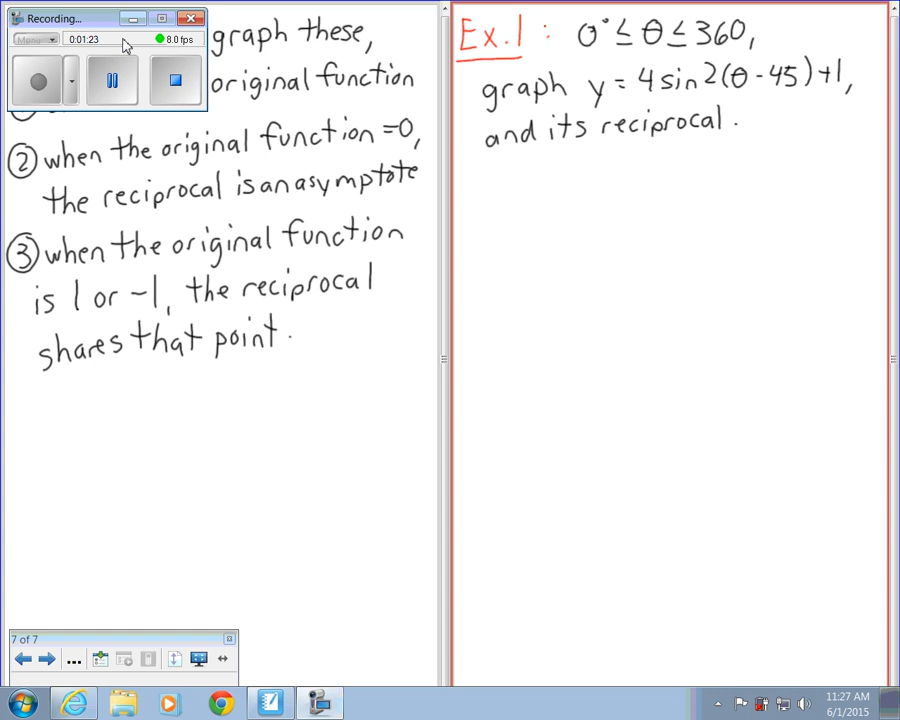 Recording...
Menu
0:01:23
8.0 fps
graph these,
original function
② when the original function =0,
the reciprocal is an asymptote
③ when the original function
is 1 or -1, the reciprocal
shares that point.
Ex.1: 0° ≤ θ ≤ 360,
graph y = 4 sin 2(θ - 45) + 1,
and its reciprocal.
7 of 7
11:27 AM
6/1/2015